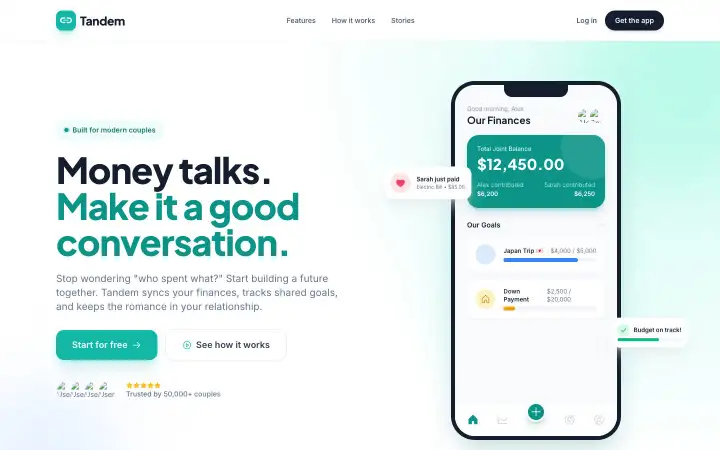 Tandem
Features
How it works
Stories
Log in
Get the app
Built for modern couples
Money talks.
Make it a good
conversation.
Stop wondering "who spent what?" Start building a future
together. Tandem syncs your finances, tracks shared goals,
and keeps the romance in your relationship.
Start for free →
See how it works
Trusted by 50,000+ couples
Good morning, Alex
Our Finances
Total Joint Balance
$12,450.00
Alex contributed
Sarah contributed
$6,200
$6,250
Sarah just paid
Electric Bill • $45.00
Our Goals
Japan Trip
$4,000 / $5,000
Down
Payment
$2,500 /
$20,000
Budget on track!